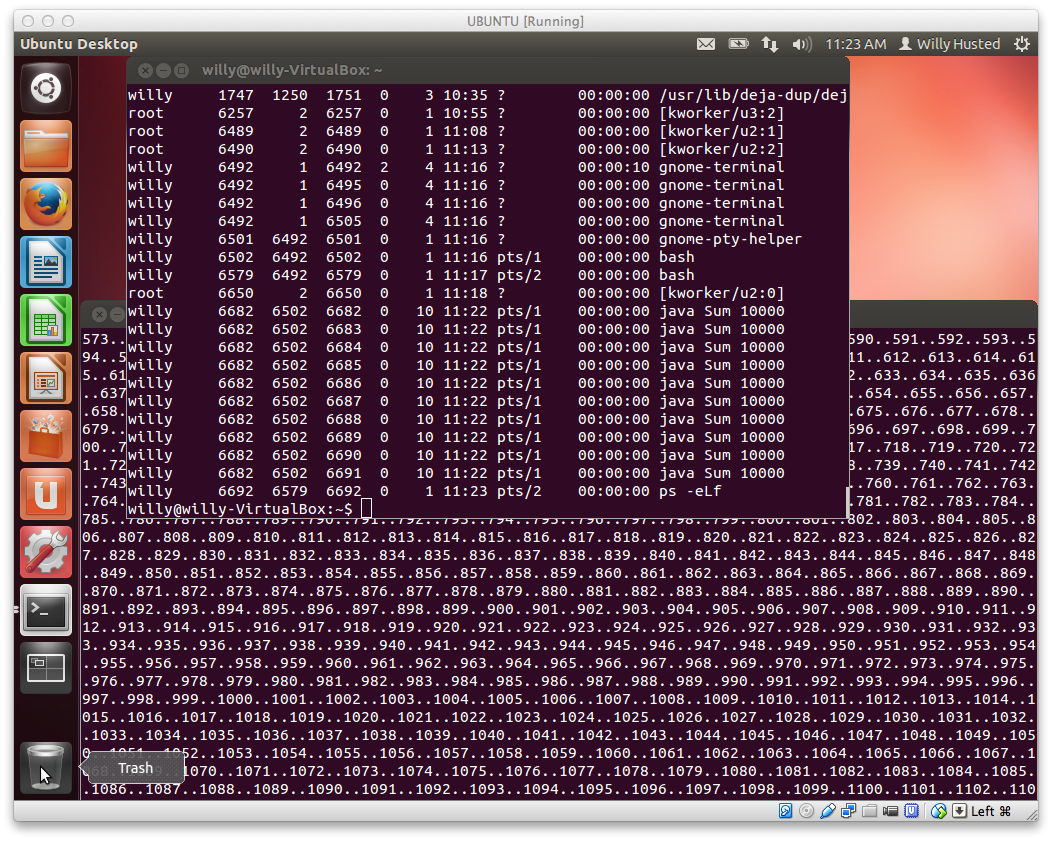 UBUNTU [Running]
Ubuntu Desktop
11:23 AM Willy Husted
willy@willy-VirtualBox: ~
willy 1747 1250 1751 0 3 10:35 ? 00:00:00 /usr/lib/deja-dup/dej
root 6257 2 6257 0 1 10:55 ? 00:00:00 [kworker/u3:2]
root 6489 2 6489 0 1 11:08 ? 00:00:00 [kworker/u2:1]
root 6490 2 6490 0 1 11:13 ? 00:00:00 [kworker/u2:2]
willy 6492 1 6492 2 4 11:16 ? 00:00:10 gnome-terminal
willy 6492 1 6495 0 4 11:16 ? 00:00:00 gnome-terminal
willy 6492 1 6496 0 4 11:16 ? 00:00:00 gnome-terminal
willy 6492 1 6505 0 4 11:16 ? 00:00:00 gnome-terminal
willy 6501 6492 6501 0 1 11:16 ? 00:00:00 gnome-pty-helper
willy 6502 6492 6502 0 1 11:16 pts/1 00:00:00 bash
willy 6579 6492 6579 0 1 11:17 pts/2 00:00:00 bash
root 6650 2 6650 0 1 11:18 ? 00:00:00 [kworker/u2:0]
willy 6682 6502 6682 0 10 11:22 pts/1 00:00:00 java Sum 10000
willy 6682 6502 6683 0 10 11:22 pts/1 00:00:00 java Sum 10000
willy 6682 6502 6684 0 10 11:22 pts/1 00:00:00 java Sum 10000
willy 6682 6502 6685 0 10 11:22 pts/1 00:00:00 java Sum 10000
willy 6682 6502 6686 0 10 11:22 pts/1 00:00:00 java Sum 10000
willy 6682 6502 6687 0 10 11:22 pts/1 00:00:00 java Sum 10000
willy 6682 6502 6688 0 10 11:22 pts/1 00:00:00 java Sum 10000
willy 6682 6502 6689 0 10 11:22 pts/1 00:00:00 java Sum 10000
willy 6682 6502 6690 0 10 11:22 pts/1 00:00:00 java Sum 10000
willy 6682 6502 6691 0 10 11:22 pts/1 00:00:00 java Sum 10000
willy 6692 6579 6692 0 1 11:23 pts/2 00:00:00 ps -eLf
willy@willy-VirtualBox:~$
573.. 590..591..592..593..5
94..5 11..612..613..614..61
5..61 2..633..634..635..636
..637 ..654..655..656..657.
.658. .675..676..677..678..
679.. 696..697..698..699..7
00..7 17..718..719..720..72
1..72 8..739..740..741..742
..743 ..760..761..762..763.
.764. .781..782..783..784..
785..786..787..788..789..790..791..792..793..794..795..796..797..798..799..800..801..802..803..804..805..8
06..807..808..809..810..811..812..813..814..815..816..817..818..819..820..821..822..823..824..825..826..82
7..828..829..830..831..832..833..834..835..836..837..838..839..840..841..842..843..844..845..846..847..848
..849..850..851..852..853..854..855..856..857..858..859..860..861..862..863..864..865..866..867..868..869.
.870..871..872..873..874..875..876..877..878..879..880..881..882..883..884..885..886..887..888..889..890..
891..892..893..894..895..896..897..898..899..900..901..902..903..904..905..906..907..908..909..910..911..9
12..913..914..915..916..917..918..919..920..921..922..923..924..925..926..927..928..929..930..931..932..93
3..934..935..936..937..938..939..940..941..942..943..944..945..946..947..948..949..950..951..952..953..954
..955..956..957..958..959..960..961..962..963..964..965..966..967..968..969..970..971..972..973..974..975.
.976..977..978..979..980..981..982..983..984..985..986..987..988..989..990..991..992..993..994..995..996..
997..998..999..1000..1001..1002..1003..1004..1005..1006..1007..1008..1009..1010..1011..1012..1013..1014..1
015..1016..1017..1018..1019..1020..1021..1022..1023..1024..1025..1026..1027..1028..1029..1030..1031..1032.
.1033..1034..1035..1036..1037..1038..1039..1040..1041..1042..1043..1044..1045..1046..1047..1048..1049..105
0..1051..1052..1053..1054..1055..1056..1057..1058..1059..1060..1061..1062..1063..1064..1065..1066..1067..1
068..1069..1070..1071..1072..1073..1074..1075..1076..1077..1078..1079..1080..1081..1082..1083..1084..1085.
.1086..1087..1088..1089..1090..1091..1092..1093..1094..1095..1096..1097..1098..1099..1100..1101..1102..110
Trash
Left ⌘